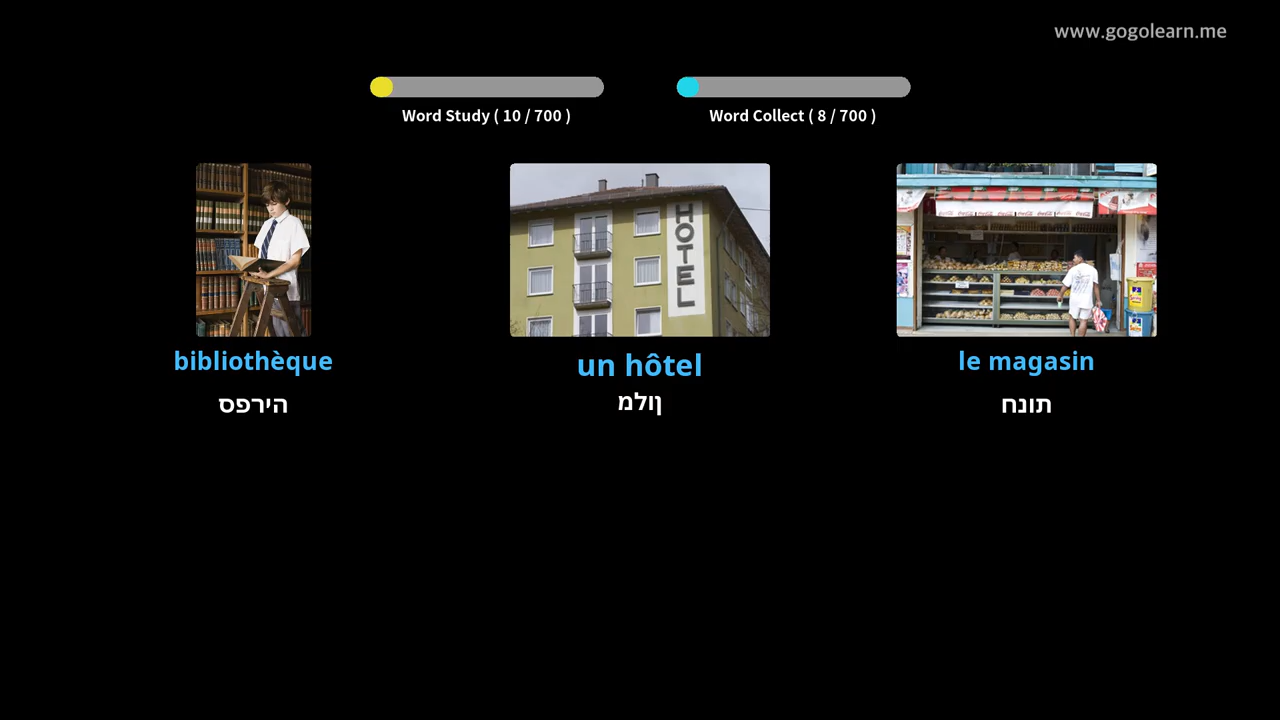 www.gogolearn.me
Word Study ( 10 / 700 )
Word Collect ( 8 / 700 )
bibliothèque
הירפס
un hôtel
ןולמ
le magasin
תונח
HOTEL